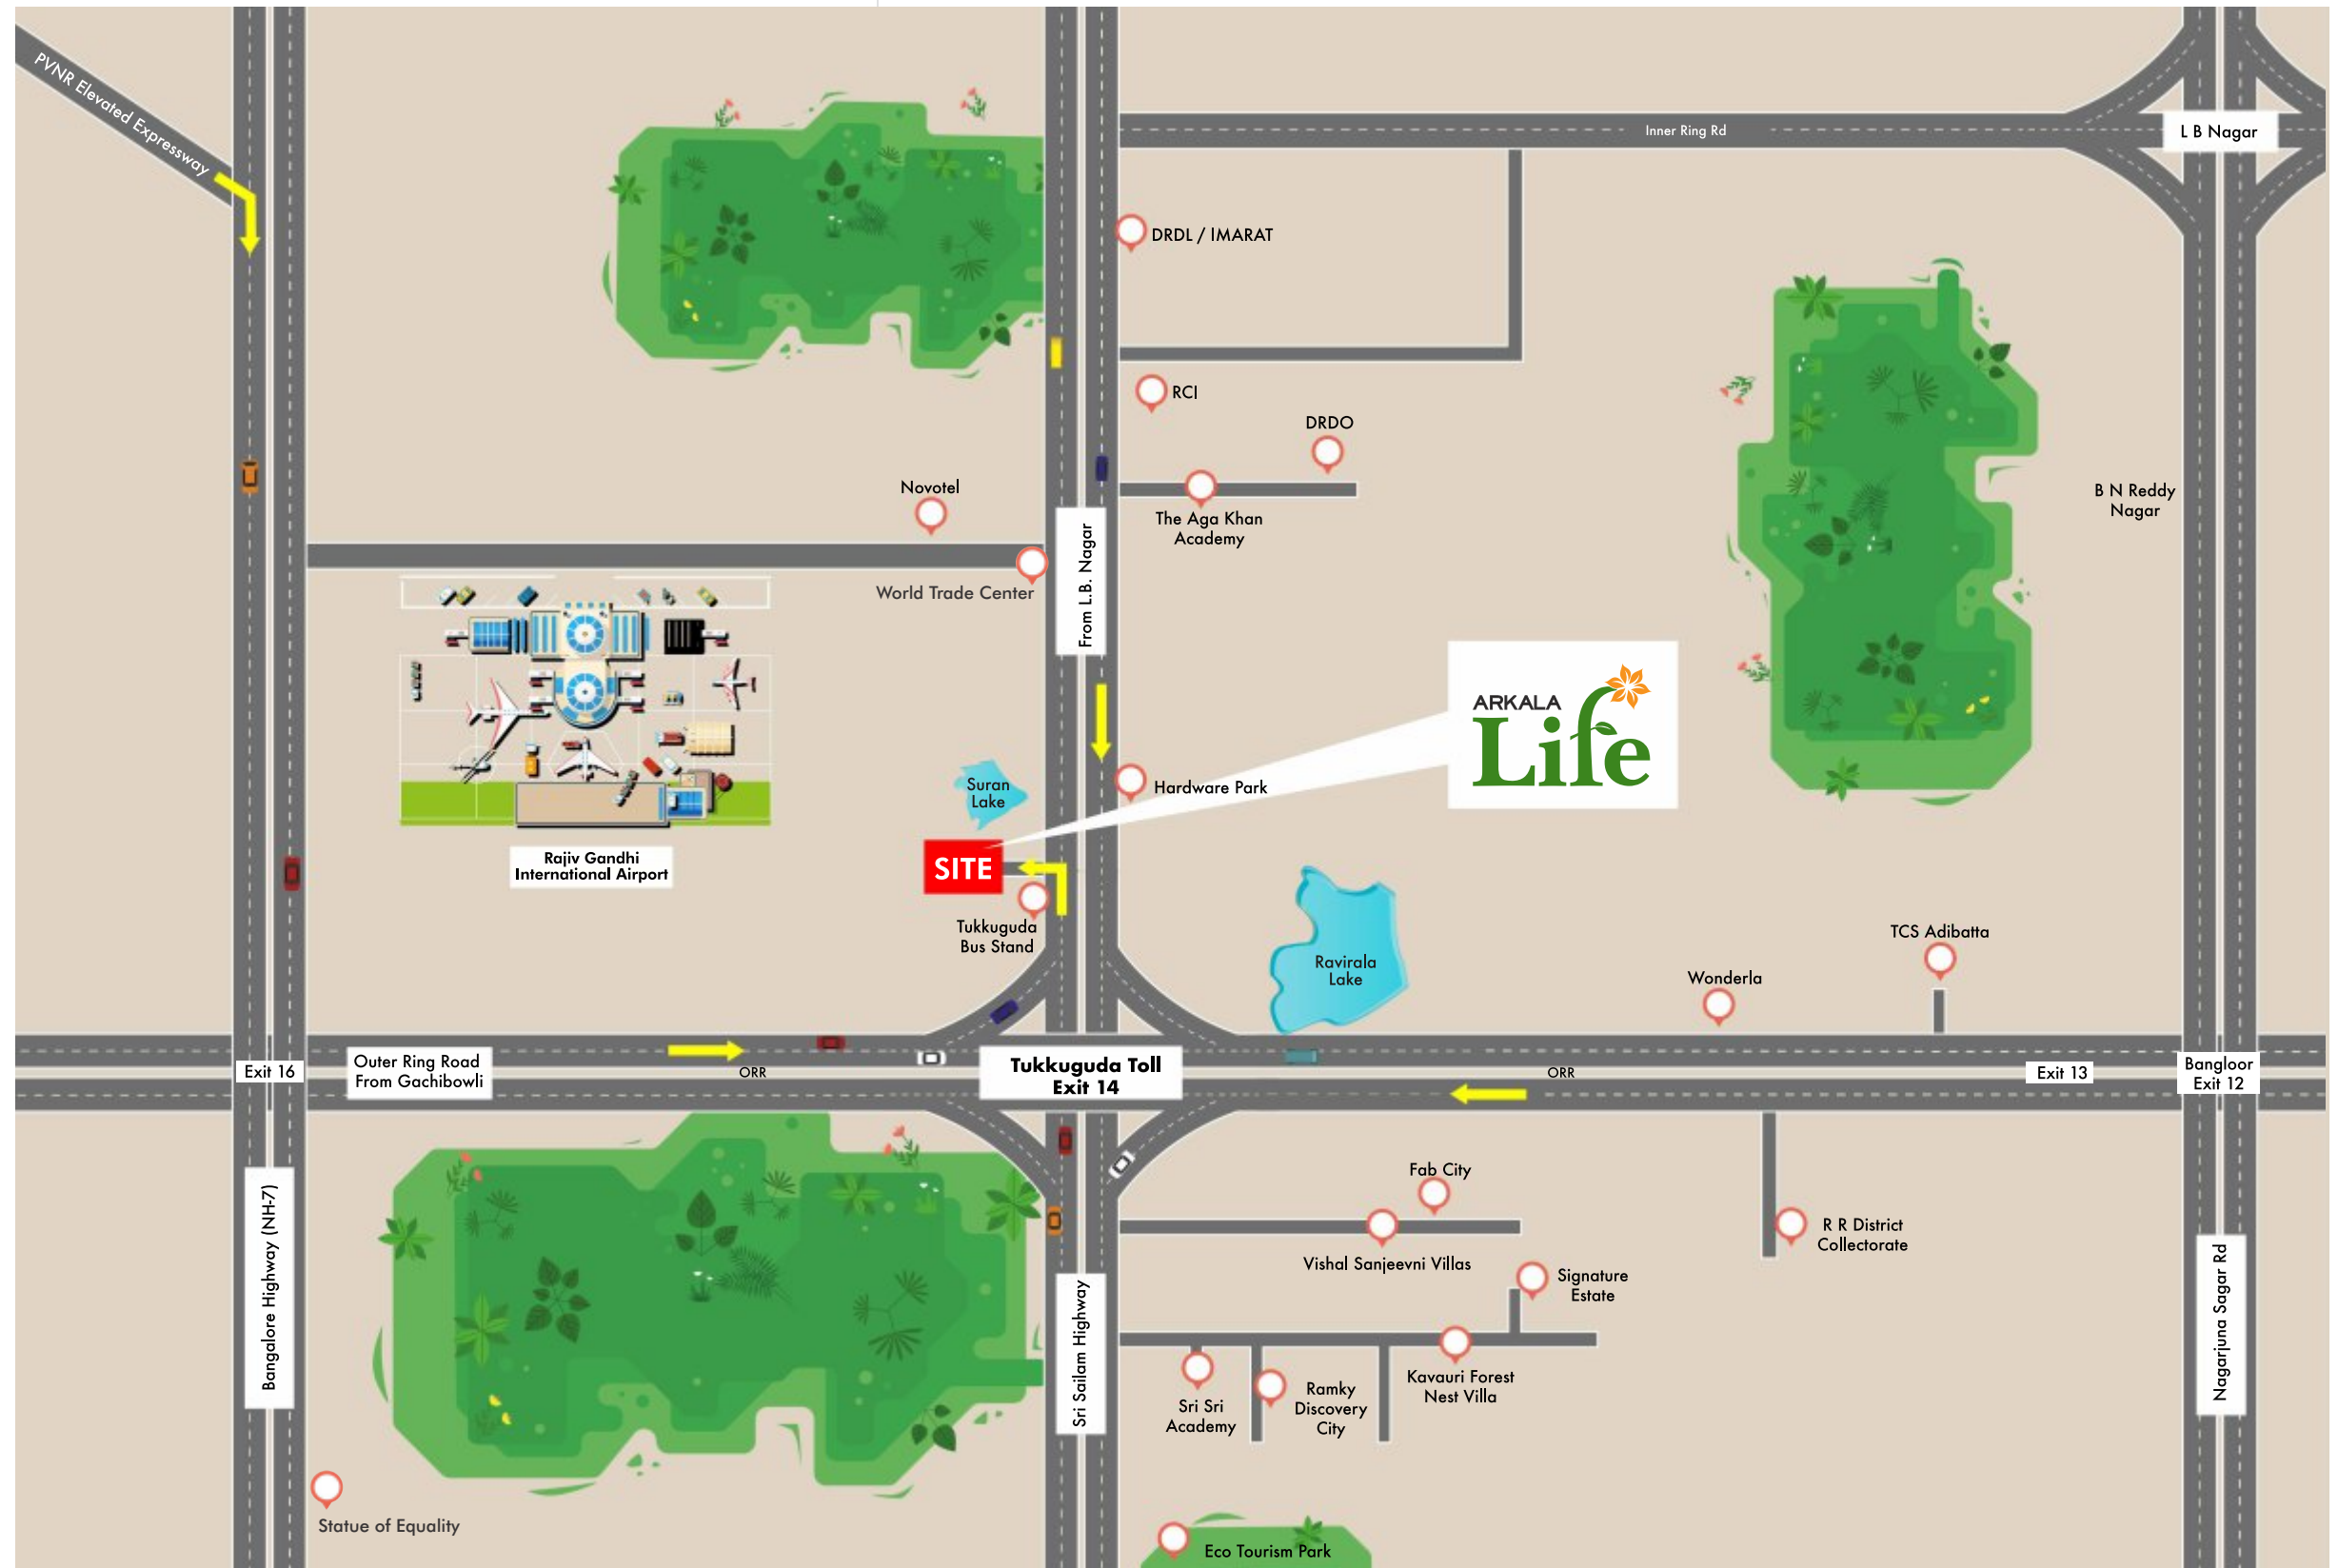 PVNR Elevated Expressway
Inner Ring Rd
L B Nagar
DRDL / IMARAT
RCI
DRDO
Novotel
The Aga Khan
Academy
B N Reddy
Nagar
World Trade Center
From L.B. Nagar
ARKALA
Life
Suran
Lake
Hardware Park
Rajiv Gandhi
International Airport
SITE
Tukkuguda
Bus Stand
Ravirala
Lake
TCS Adibatta
Wonderla
Exit 16
Outer Ring Road
From Gachibowli
ORR
Tukkuguda Toll
Exit 14
ORR
Exit 13
Bangloor
Exit 12
Fab City
Vishal Sanjeevni Villas
R R District
Collectorate
Signature
Estate
Bangalore Highway (NH-7)
Sri Sailam Highway
Nagarjuna Sagar Rd
Kavauri Forest
Nest Villa
Sri Sri
Academy
Ramky
Discovery
City
Statue of Equality
Eco Tourism Park